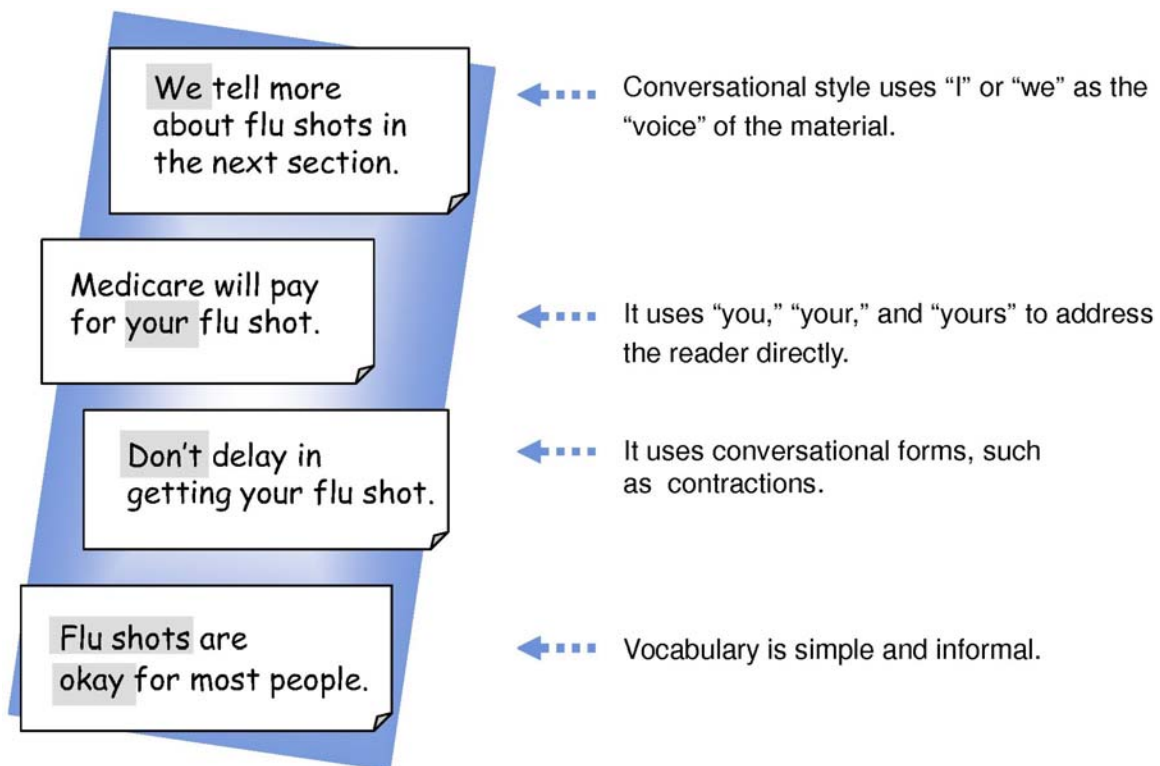 We tell more
about flu shots in
the next section.
Conversational style uses “I” or “we” as the
“voice” of the material.
Medicare will pay
for your flu shot.
It uses “you,” “your,” and “yours” to address
the reader directly.
Don’t delay in
getting your flu shot.
It uses conversational forms, such
as contractions.
Flu shots are
okay for most people.
Vocabulary is simple and informal.